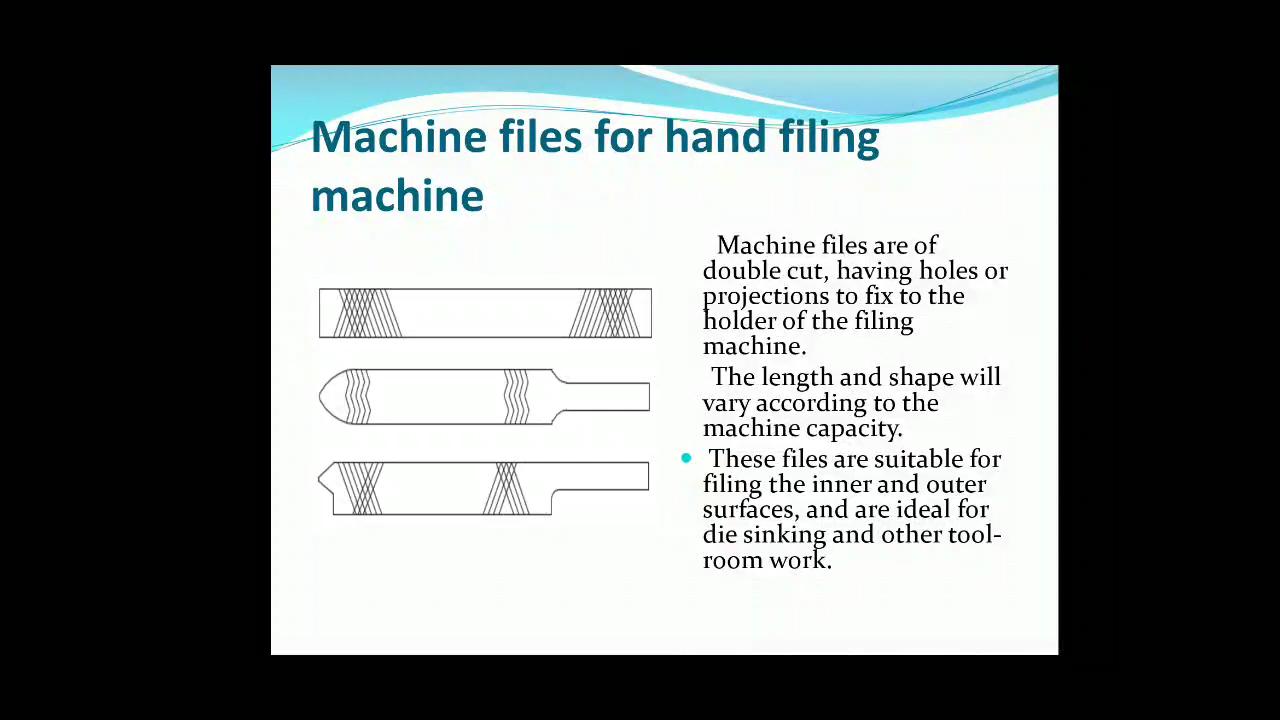 Machine files for hand filing
machine
Machine files are of
double cut, having holes or
projections to fix to the
holder of the filing
machine.
The length and shape will
vary according to the
machine capacity.
• These files are suitable for
filing the inner and outer
surfaces, and are ideal for
die sinking and other tool-
room work.